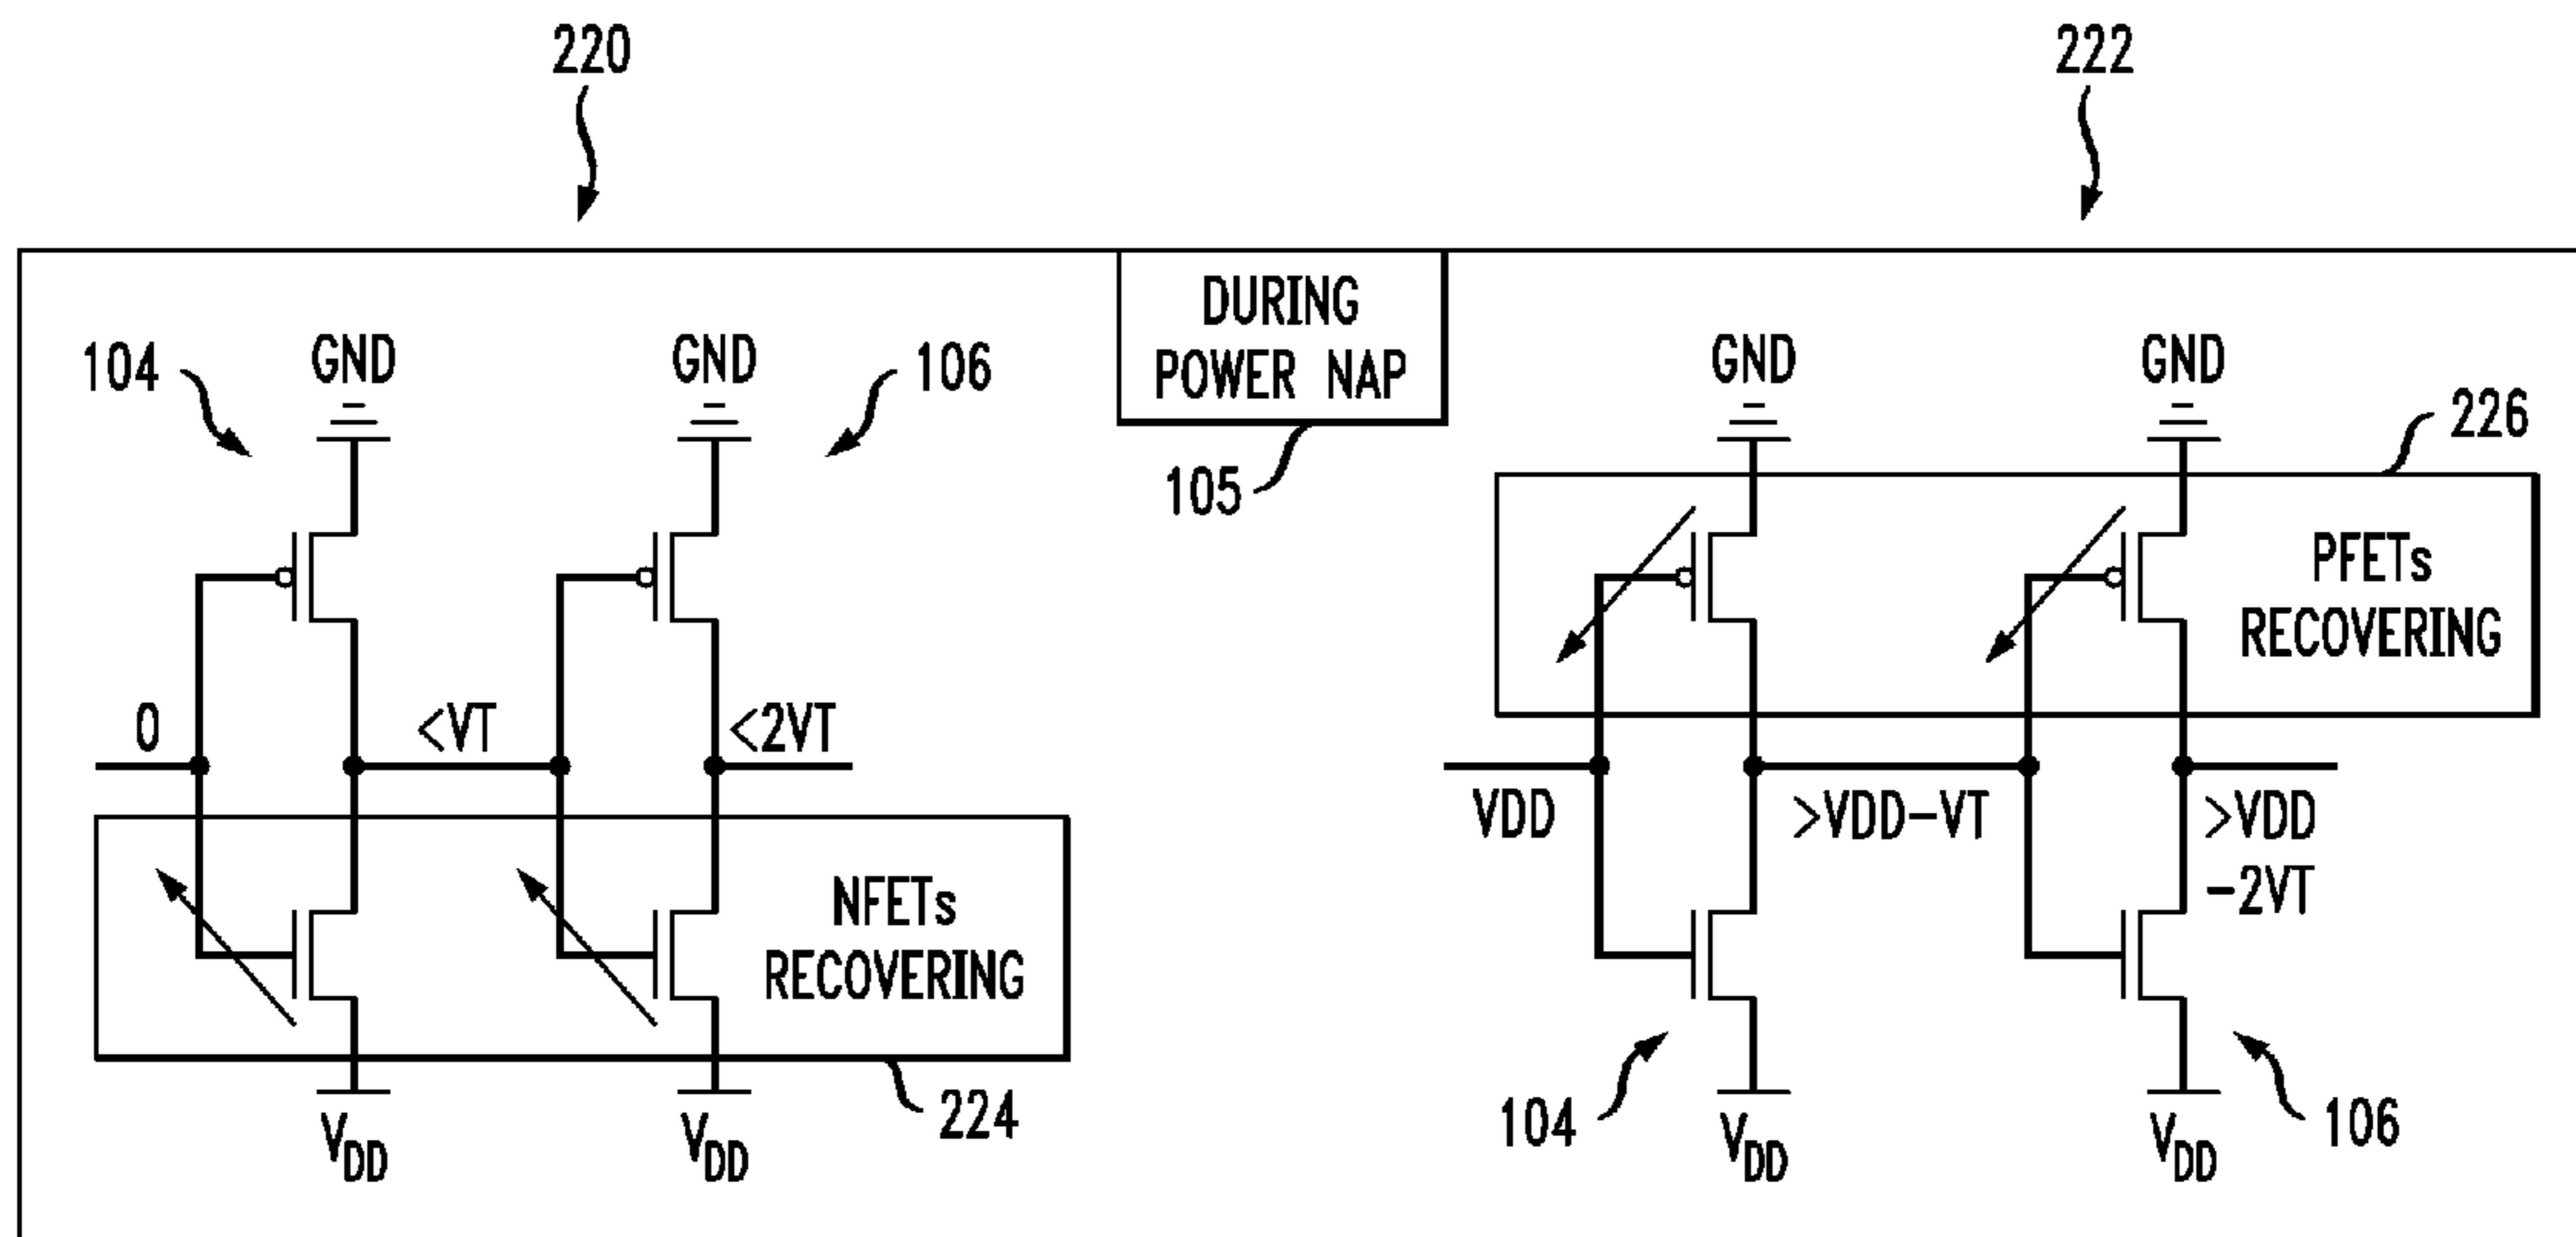 220
222
DURING
POWER NAP
105
104
GND
GND
106
0
<VT
<2VT
NFETs
RECOVERING
224
VDD
VDD
GND
GND
226
PFETs
RECOVERING
VDD
>VDD-VT
>VDD
-2VT
104
VDD
VDD
106